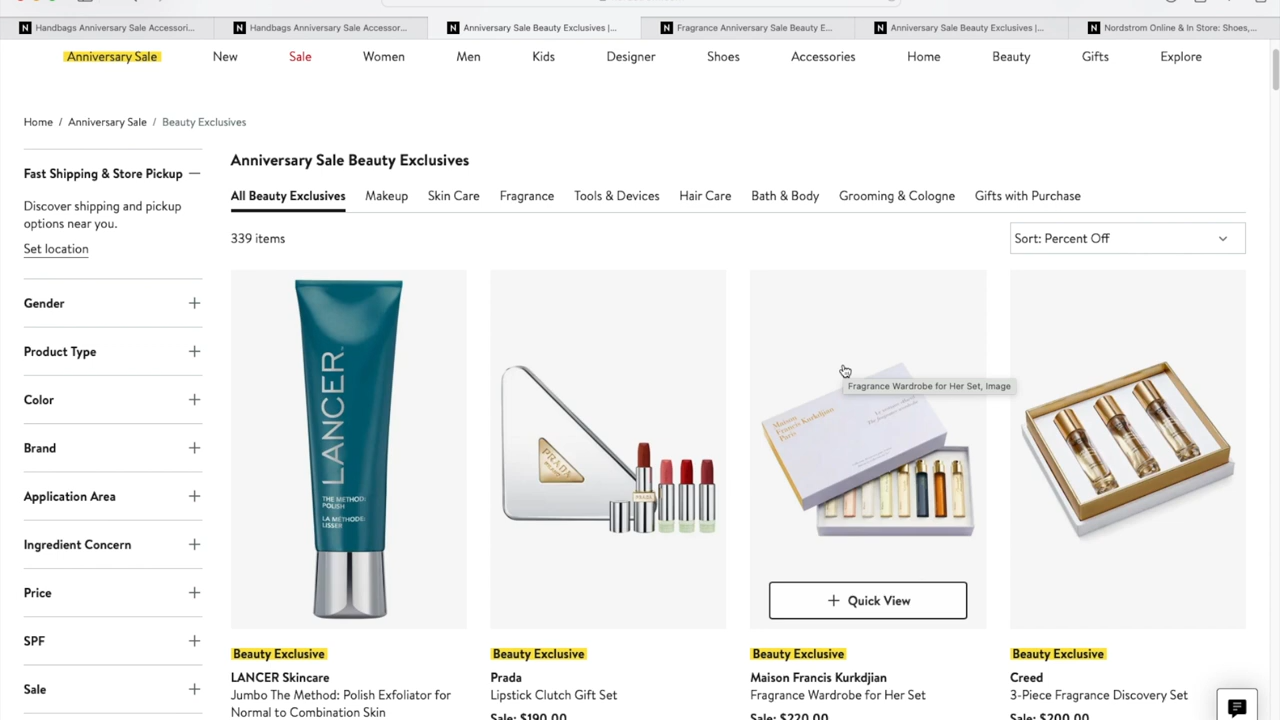 Handbags Anniversary Sale Accessori...
Handbags Anniversary Sale Accessor...
Anniversary Sale Beauty Exclusives |...
Fragrance Anniversary Sale Beauty E...
Anniversary Sale Beauty Exclusives |...
Nordstrom Online & In Store: Shoes,...
Anniversary Sale
New
Sale
Women
Men
Kids
Designer
Shoes
Accessories
Home
Beauty
Gifts
Explore
Home / Anniversary Sale / Beauty Exclusives
Fast Shipping & Store Pickup
Discover shipping and pickup
options near you.
Set location
Gender
Product Type
Color
Brand
Application Area
Ingredient Concern
Price
SPF
Sale
Anniversary Sale Beauty Exclusives
All Beauty Exclusives
Makeup
Skin Care
Fragrance
Tools & Devices
Hair Care
Bath & Body
Grooming & Cologne
Gifts with Purchase
339 items
Sort: Percent Off
LANCER
THE METHOD:
POLISH
LA METHODE:
LISSER
PRADA
Maison
Francis Kurkdjian
Paris
Fragrance Wardrobe for Her Set, Image
+ Quick View
Beauty Exclusive
LANCER Skincare
Jumbo The Method: Polish Exfoliator for
Normal to Combination Skin
Beauty Exclusive
Prada
Lipstick Clutch Gift Set
Sale: $190.00
Beauty Exclusive
Maison Francis Kurkdjian
Fragrance Wardrobe for Her Set
Sale: $220.00
Beauty Exclusive
Creed
3-Piece Fragrance Discovery Set
Sale: $200.00